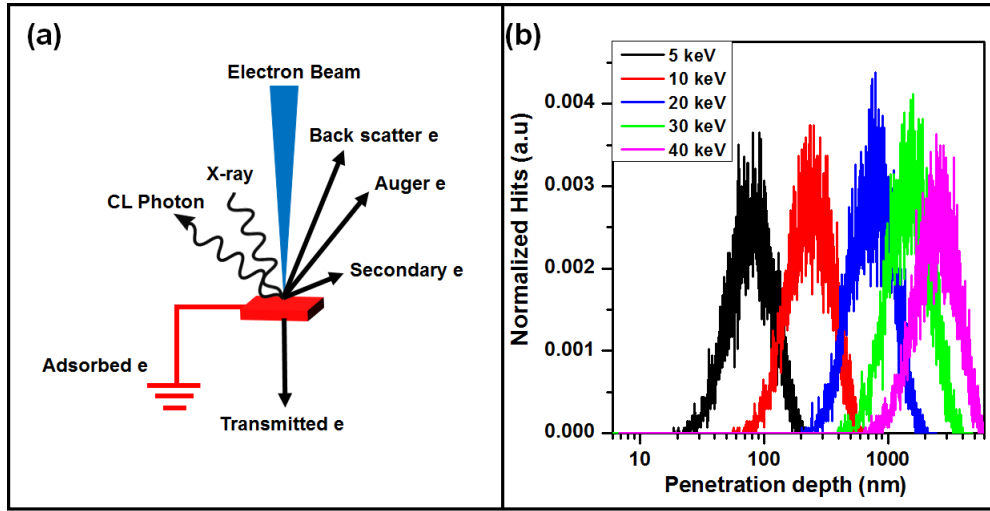 (a)
Electron Beam
Back scatter e
X-ray
Auger e
CL Photon
Secondary e
Adsorbed e
Transmitted e
(b)
5 keV
10 keV
20 keV
30 keV
40 keV
Normalized Hits (a.u)
0.004
0.003
0.002
0.001
0.000
10
100
1000
Penetration depth (nm)